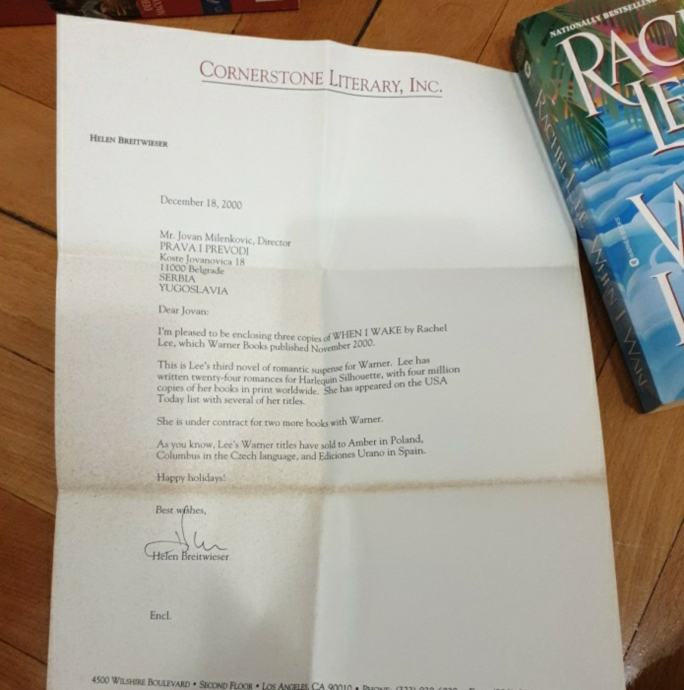 CORNERSTONE LITERARY, INC.
HELEN BREITWIESER
December 18, 2000
Mr. Jovan Milenkovic, Director
PRAVA I PREVODI
Koste Jovanovica 18
11000 Belgrade
SERBIA
YUGOSLAVIA
Dear Jovan:
I'm pleased to be enclosing three copies of WHEN I WAKE by Rachel
Lee, which Warner Books published November 2000.
This is Lee's third novel of romantic suspense for Warner. Lee has
written twenty-four romances for Harlequin Silhouette, with four million
copies of her books in print worldwide. She has appeared on the USA
Today list with several of her titles.
She is under contract for two more books with Warner.
As you know, Lee's Warner titles have sold to Amber in Poland,
Columbus in the Czech language, and Ediciones Urano in Spain.
Happy holidays!
Best wishes,
Helen Breitwieser
Encl.
4500 WILSHIRE BOULEVARD • SECOND FLOOR • LOS ANGELES, CA 90010 • PHONE:
NATIONALLY BESTSELLING
RAC
LE
W
RACHEL LEE WHEN I WAKE